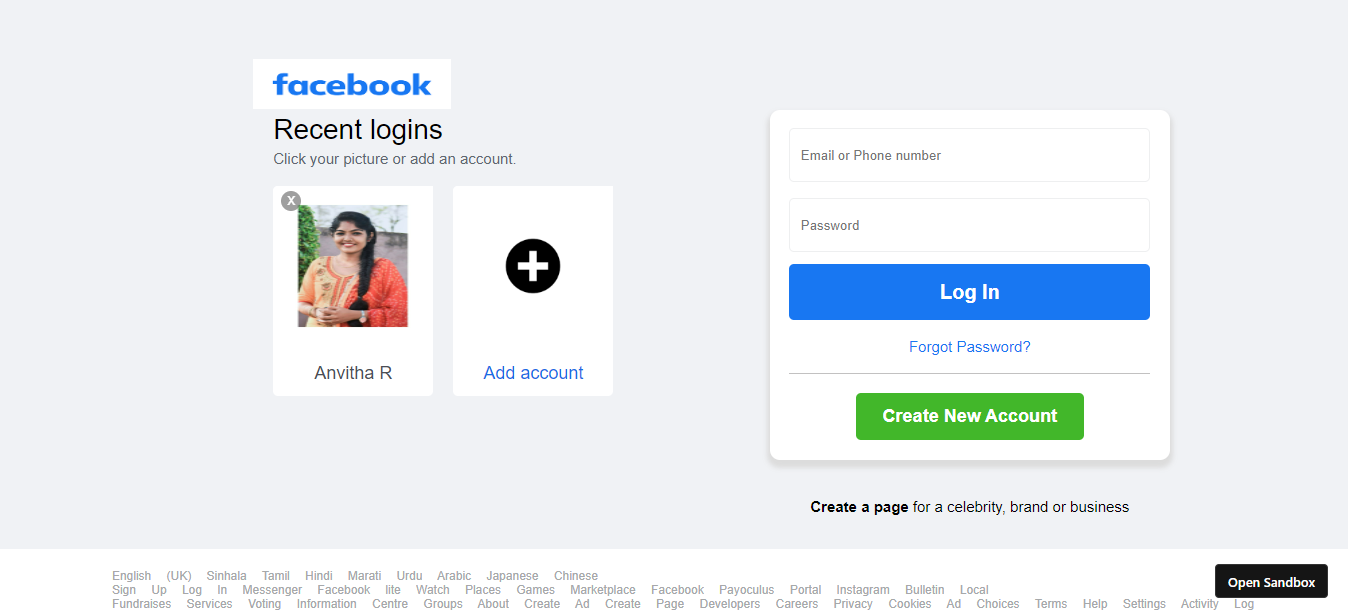 facebook
Recent logins
Click your picture or add an account.
X
Anvitha R
Add account
Email or Phone number
Password
Log In
Forgot Password?
Create New Account
Create a page for a celebrity, brand or business
English (UK) Sinhala Tamil Hindi Marati Urdu Arabic Japanese Chinese
Sign Up Log In Messenger Facebook lite Watch Places Games Marketplace Facebook Payoculus Portal Instagram Bulletin Local
Fundraises Services Voting Information Centre Groups About Create Ad Create Page Developers Careers Privacy Cookies Ad Choices Terms Help Settings Activity Log
Open Sandbox